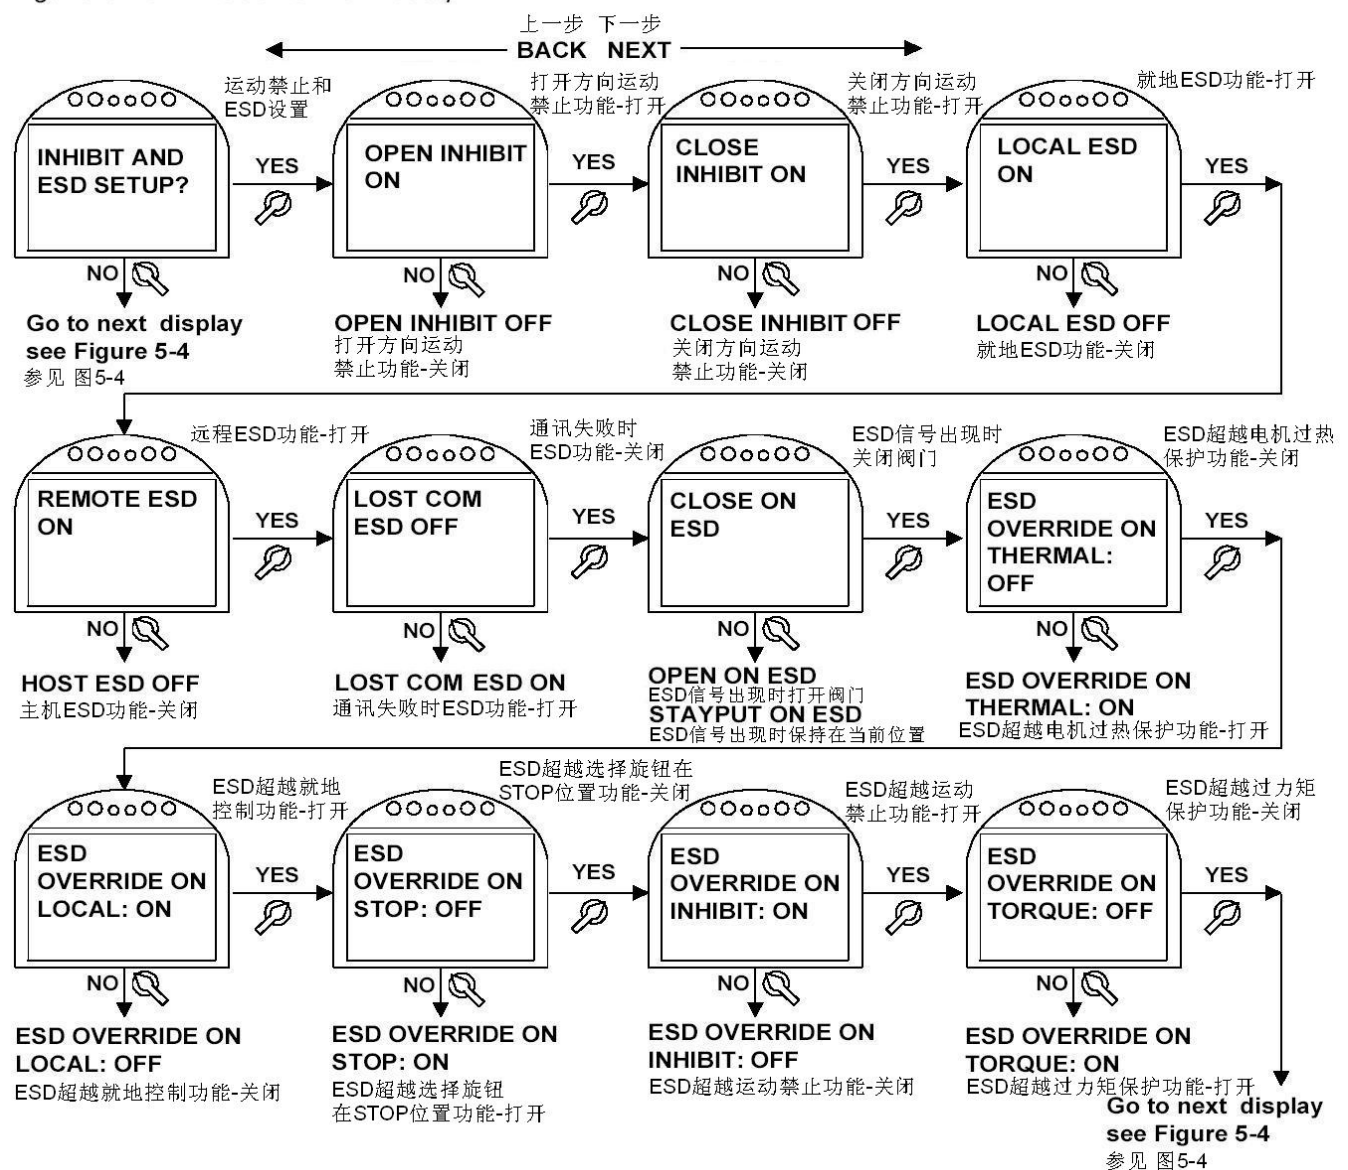 上一步 下一步
BACK NEXT
运动禁止和
ESD设置
打开方向运动
禁止功能-打开
关闭方向运动
禁止功能-打开
就地ESD功能-打开
INHIBIT AND
ESD SETUP?
YES
OPEN INHIBIT
ON
YES
CLOSE
INHIBIT ON
YES
LOCAL ESD
ON
YES
NO
NO
NO
NO
Go to next display
see Figure 5-4
参见 图5-4
OPEN INHIBIT OFF
打开方向运动
禁止功能-关闭
CLOSE INHIBIT OFF
关闭方向运动
禁止功能-关闭
LOCAL ESD OFF
就地ESD功能-关闭
远程ESD功能-打开
通讯失败时
ESD功能-关闭
ESD信号出现时
关闭阀门
ESD超越电机过热
保护功能-关闭
REMOTE ESD
ON
YES
LOST COM
ESD OFF
YES
CLOSE ON
ESD
YES
ESD
OVERRIDE ON
THERMAL:
OFF
YES
NO
NO
NO
NO
HOST ESD OFF
主机ESD功能-关闭
LOST COM ESD ON
通讯失败时ESD功能-打开
OPEN ON ESD
ESD信号出现时打开阀门
STAYPUT ON ESD
ESD信号出现时保持在当前位置
ESD OVERRIDE ON
THERMAL: ON
ESD超越电机过热保护功能-打开
ESD超越就地
控制功能-打开
ESD超越选择旋钮在
STOP位置功能-关闭
ESD超越运动
禁止功能-打开
ESD超越过力矩
保护功能-关闭
ESD
OVERRIDE ON
LOCAL: ON
YES
ESD
OVERRIDE ON
STOP: OFF
YES
ESD
OVERRIDE ON
INHIBIT: ON
YES
ESD
OVERRIDE ON
TORQUE: OFF
YES
NO
NO
NO
NO
ESD OVERRIDE ON
LOCAL: OFF
ESD超越就地控制功能-关闭
ESD OVERRIDE ON
STOP: ON
ESD超越选择旋钮
在STOP位置功能-打开
ESD OVERRIDE ON
INHIBIT: OFF
ESD超越运动禁止功能-关闭
ESD OVERRIDE ON
TORQUE: ON
ESD超越过力矩保护功能-打开
Go to next display
see Figure 5-4
参见 图5-4